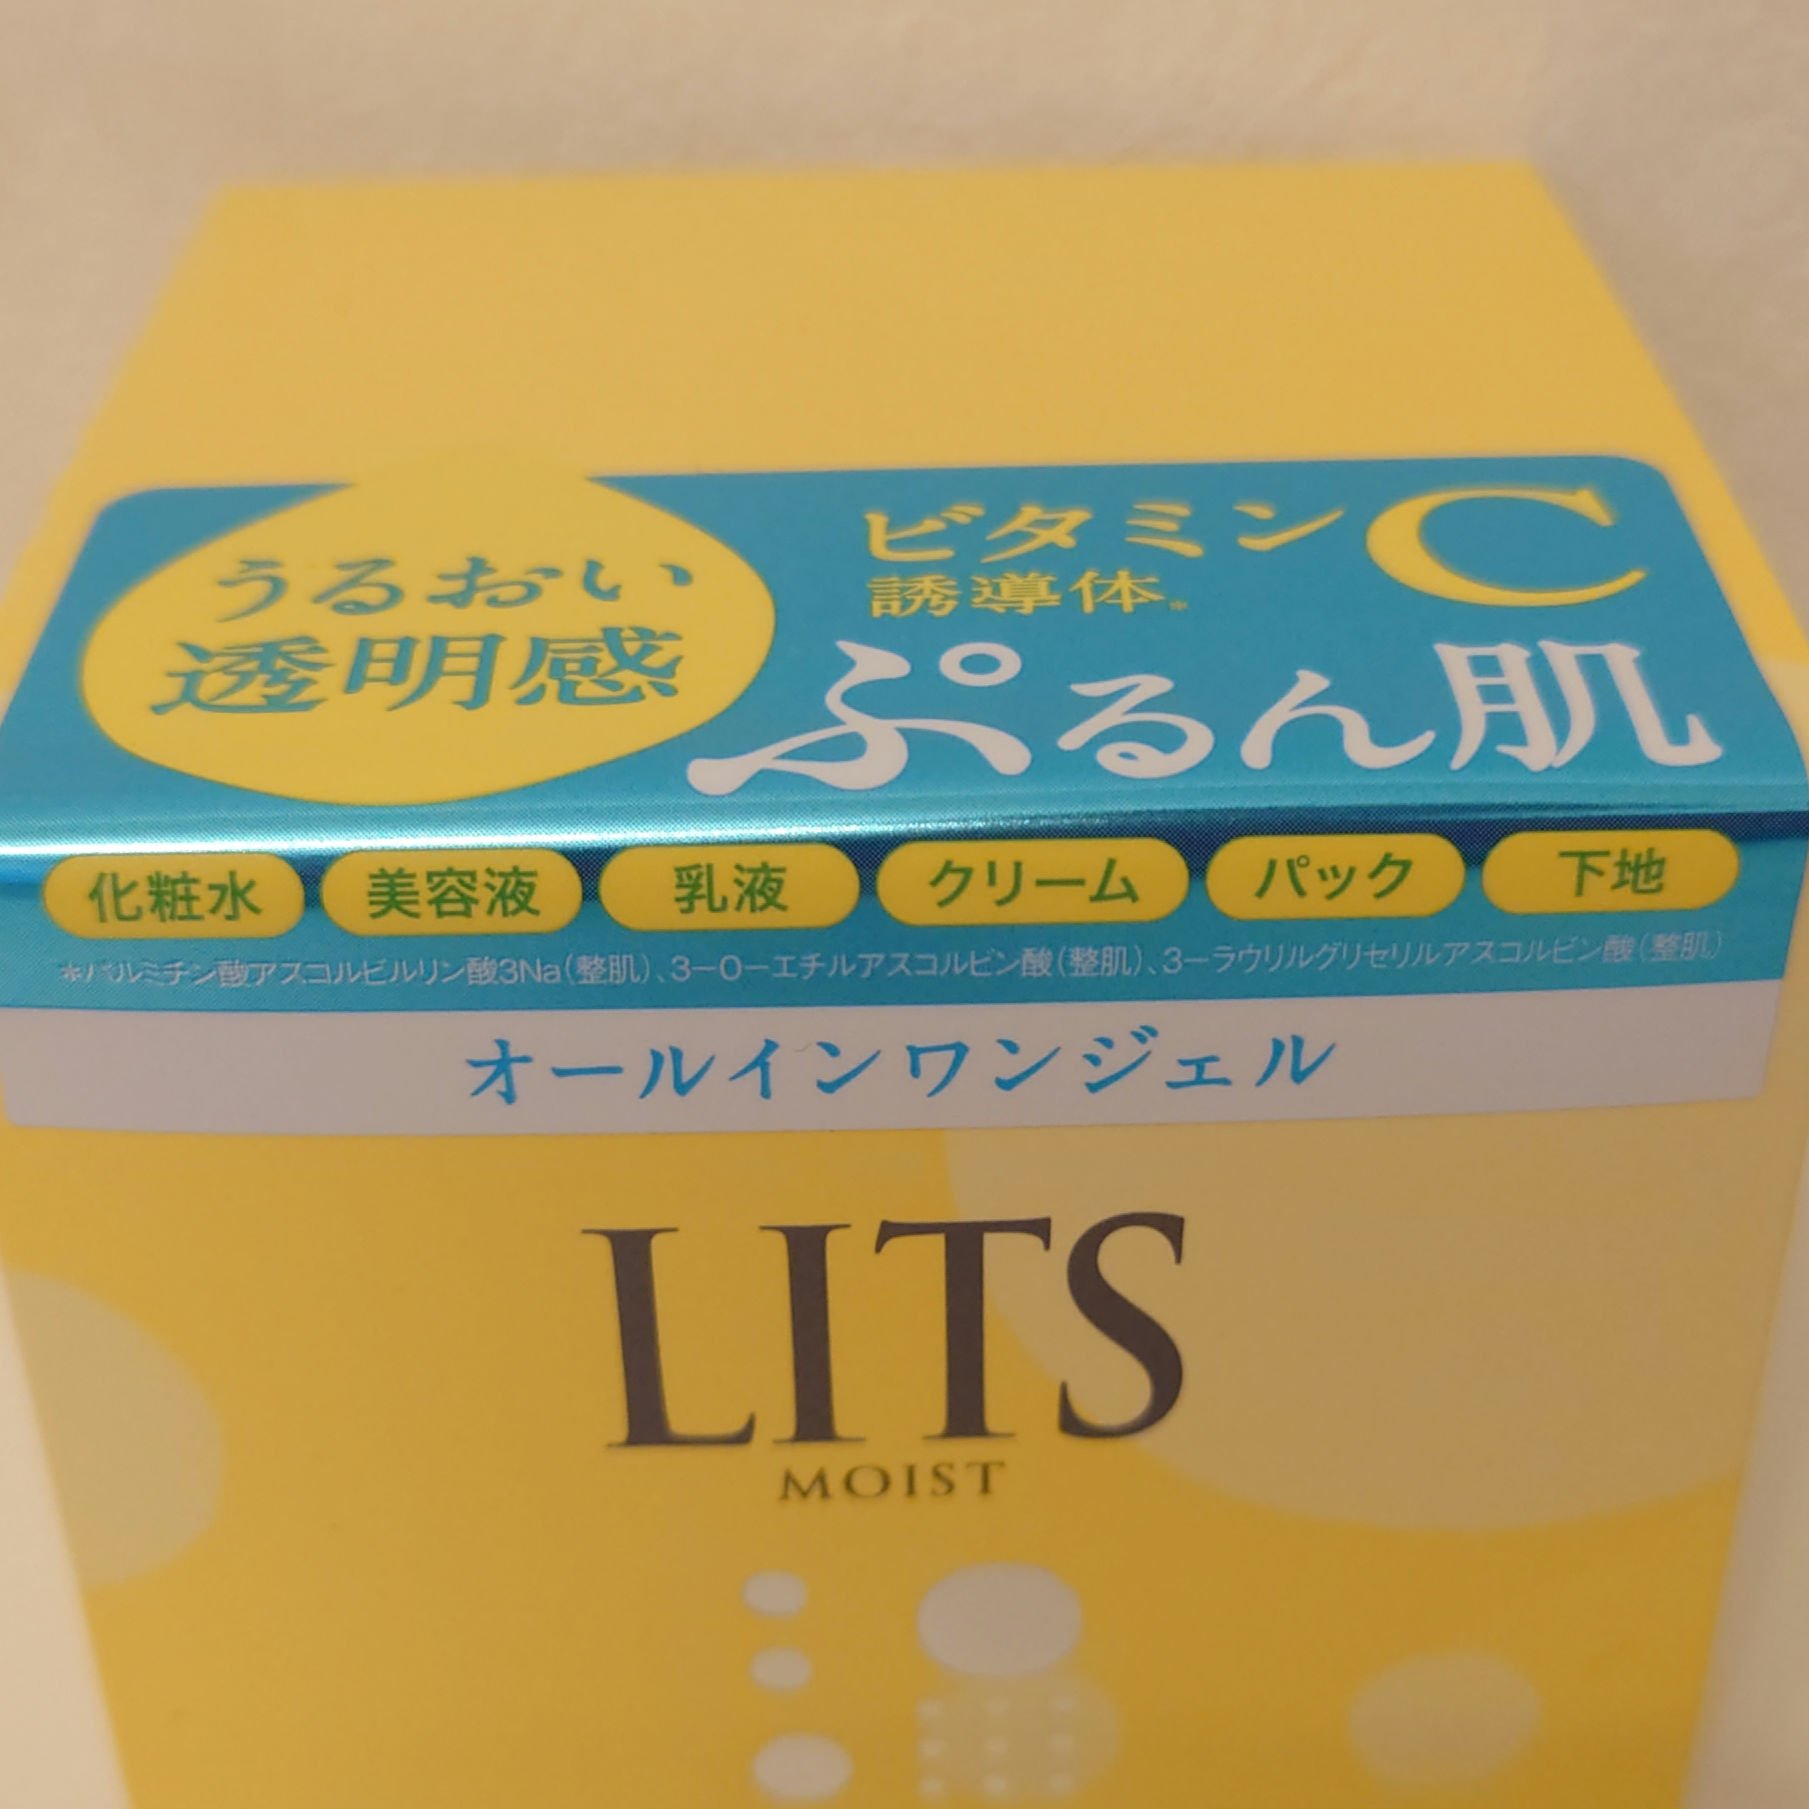 うるおい
透明感
ビタミンC
誘導体*
ぷるん肌
化粧水 美容液 乳液 クリーム パック 下地
*パルミチン酸アスコルビルリン酸3Na(整肌)、3-O-エチルアスコルビン酸(整肌)、3-ラウリルグリセリルアスコルビン酸(整肌)
オールインワンジェル
LITS
MOIST